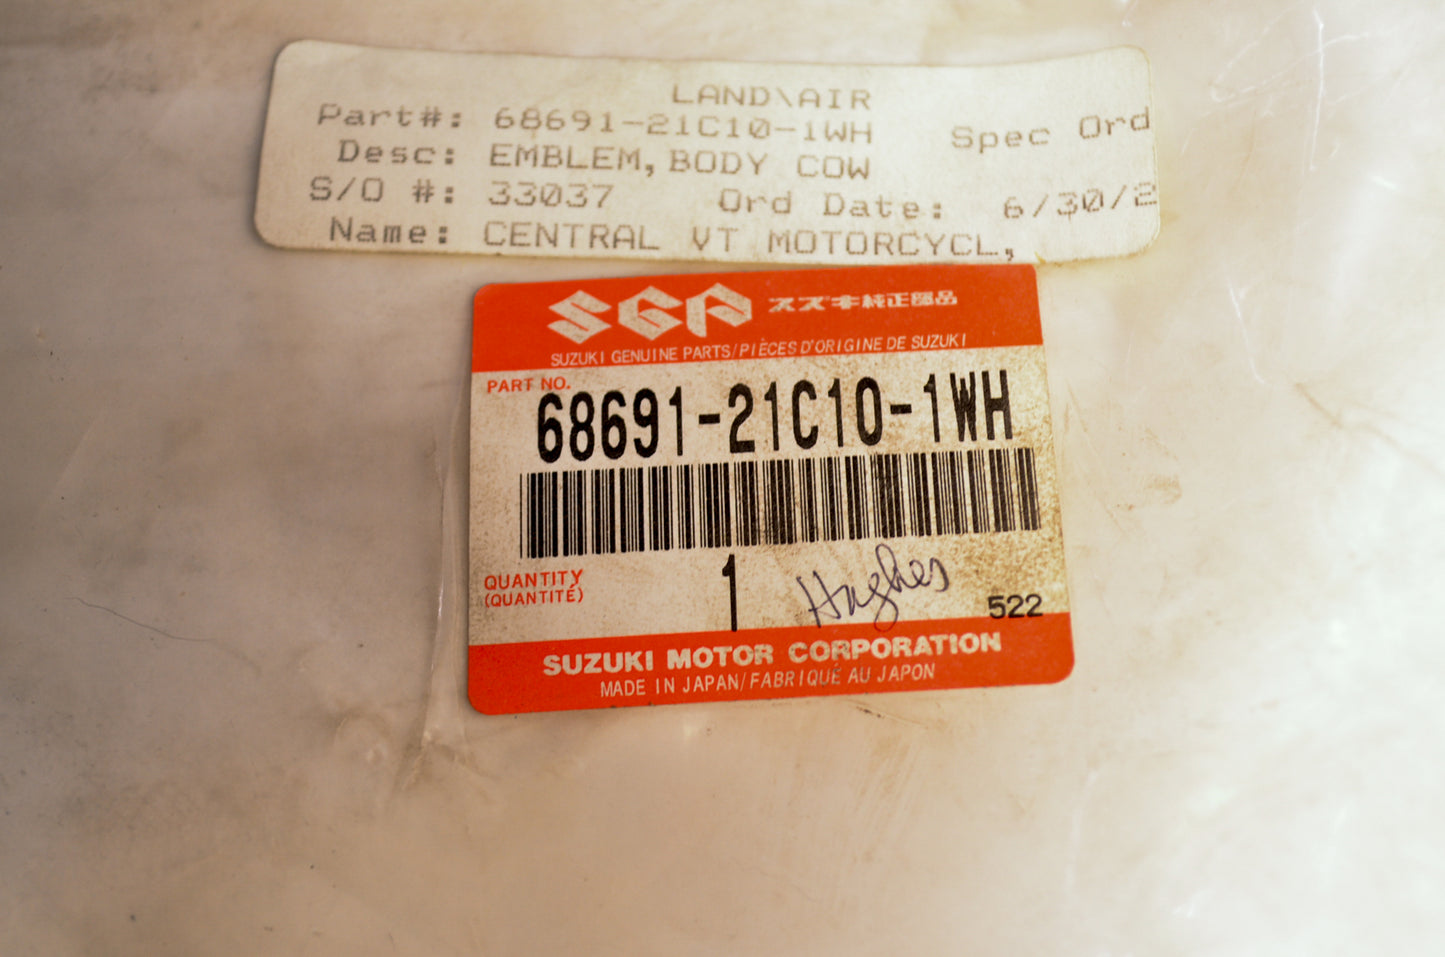 LAND\AIR
Part#: 68691-21C10-1WH Spec Ord
Desc: EMBLEM,BODY COW
S/O #: 33037 Ord Date: 6/30/2
Name: CENTRAL VT MOTORCYCL,
SGP スズキ純正部品
SUZUKI GENUINE PARTS/PIÈCES D'ORIGINE DE SUZUKI
PART NO.
68691-21C10-1WH
QUANTITY
(QUANTITÉ)
1
Hughes
522
SUZUKI MOTOR CORPORATION
MADE IN JAPAN/FABRIQUÉ AU JAPON